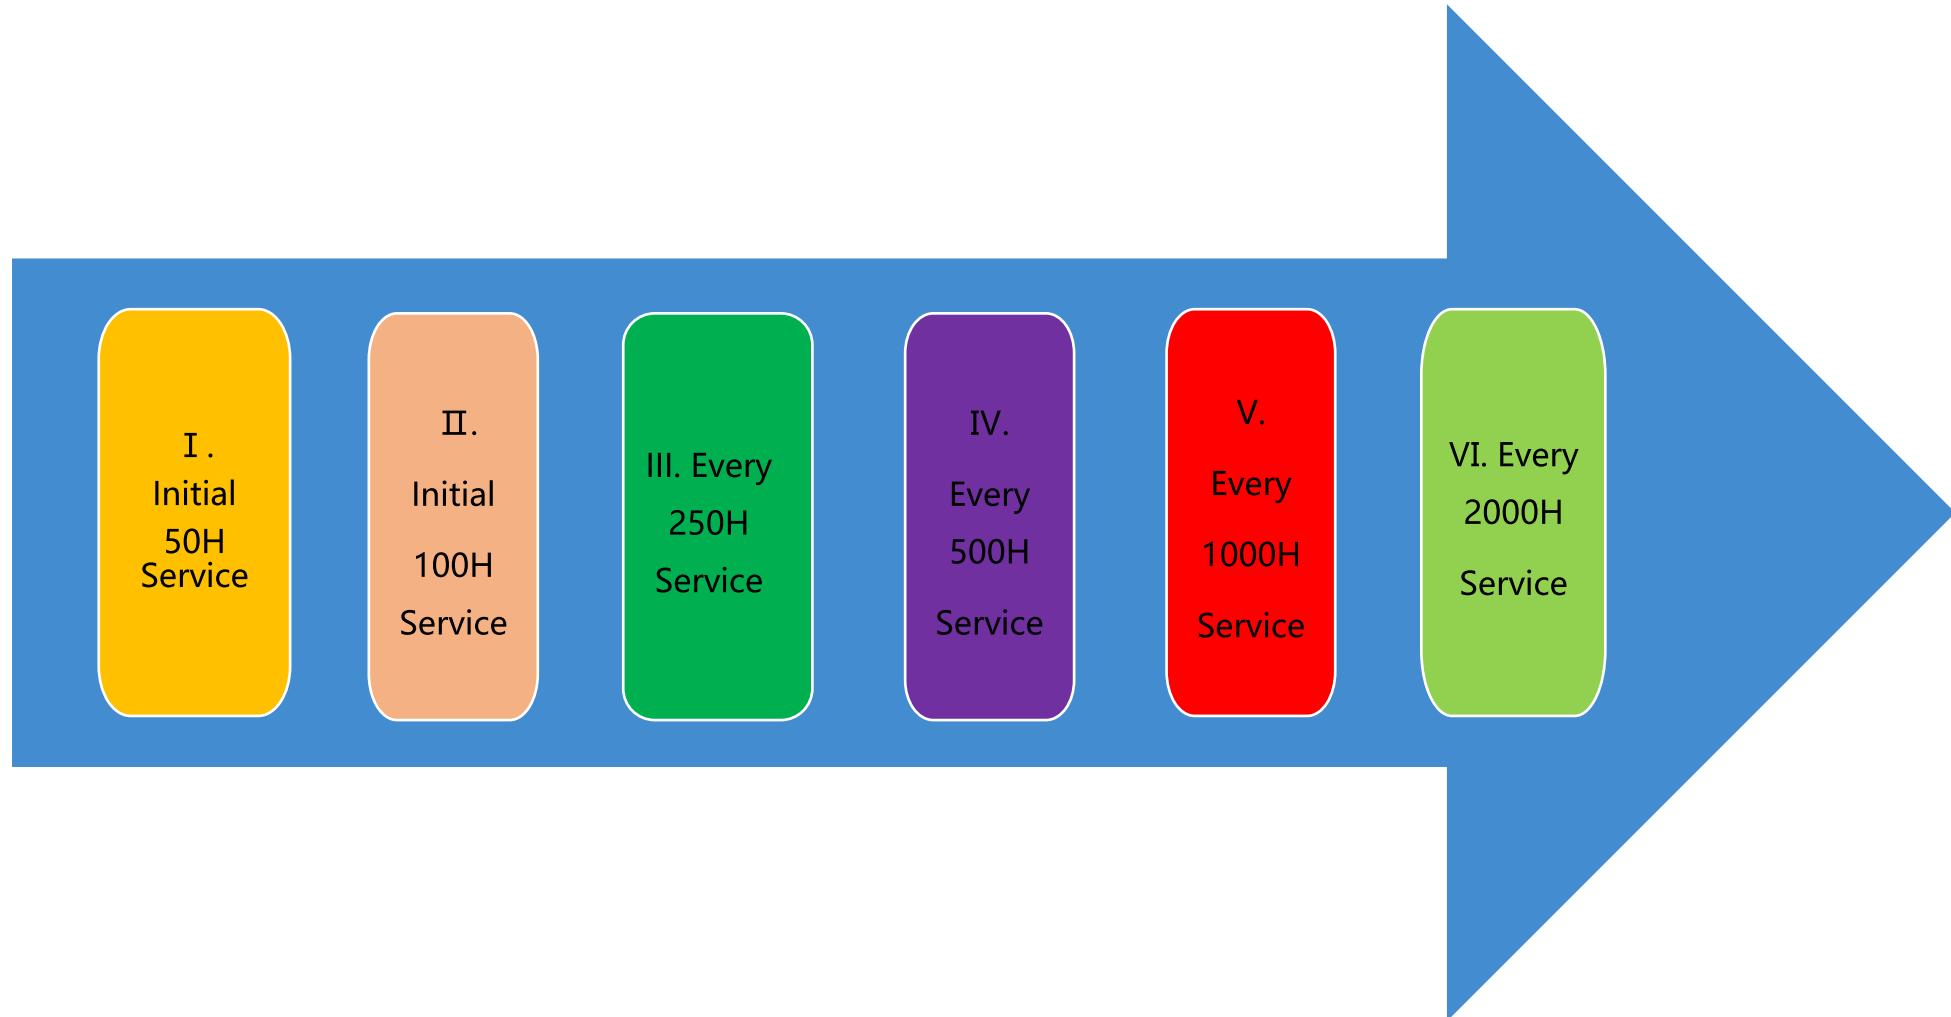 Ⅰ.
Initial
50H
Service
Ⅱ.
Initial
100H
Service
III. Every
250H
Service
IV.
Every
500H
Service
V.
Every
1000H
Service
VI. Every
2000H
Service